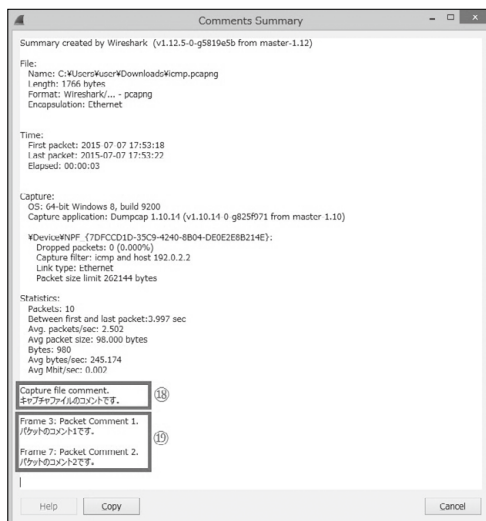 Comments Summary
Summary created by Wireshark (v1.12.5-0-g5819e5b from master-1.12)
File:
Name: C:¥Users¥user¥Downloads¥icmp.pcapng
Length: 1766 bytes
Format: Wireshark/... - pcapng
Encapsulation: Ethernet
Time:
First packet: 2015-07-07 17:53:18
Last packet: 2015-07-07 17:53:22
Elapsed: 00:00:03
Capture:
OS: 64-bit Windows 8, build 9200
Capture application: Dumpcap 1.10.14 (v1.10.14-0-g825f971 from master-1.10)
¥Device¥NPF_{7DFCCD1D-35C9-4240-8B04-DE0E2E8B214E}:
Dropped packets: 0 (0.000%)
Capture filter: icmp and host 192.0.2.2
Link type: Ethernet
Packet size limit 262144 bytes
Statistics:
Packets: 10
Between first and last packet:3.997 sec
Avg. packets/sec: 2.502
Avg packet size: 98.000 bytes
Bytes: 980
Avg bytes/sec: 245.174
Avg Mbit/sec: 0.002
Capture file comment.
キャプチャファイルのコメントです。
⑱
Frame 3: Packet Comment 1.
パケットのコメント1です。
⑲
Frame 7: Packet Comment 2.
パケットのコメント2です。
Help Copy Cancel